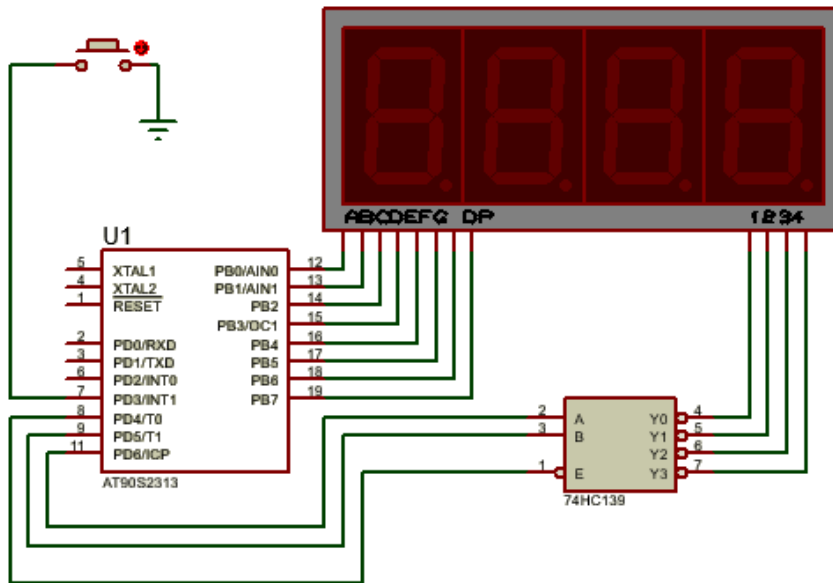 ABCDEFG DP
1234
U1
5 XTAL1
4 XTAL2
1 RESET
2 PD0/RXD
3 PD1/TXD
6 PD2/INT0
7 PD3/INT1
8 PD4/T0
9 PD5/T1
11 PD6/ICP
PB0/AIN0 12
PB1/AIN1 13
PB2 14
PB3/OC1 15
PB4 16
PB5 17
PB6 18
PB7 19
AT90S2313
2 A Y0 4
3 B Y1 5
Y2 6
1 E Y3 7
74HC139